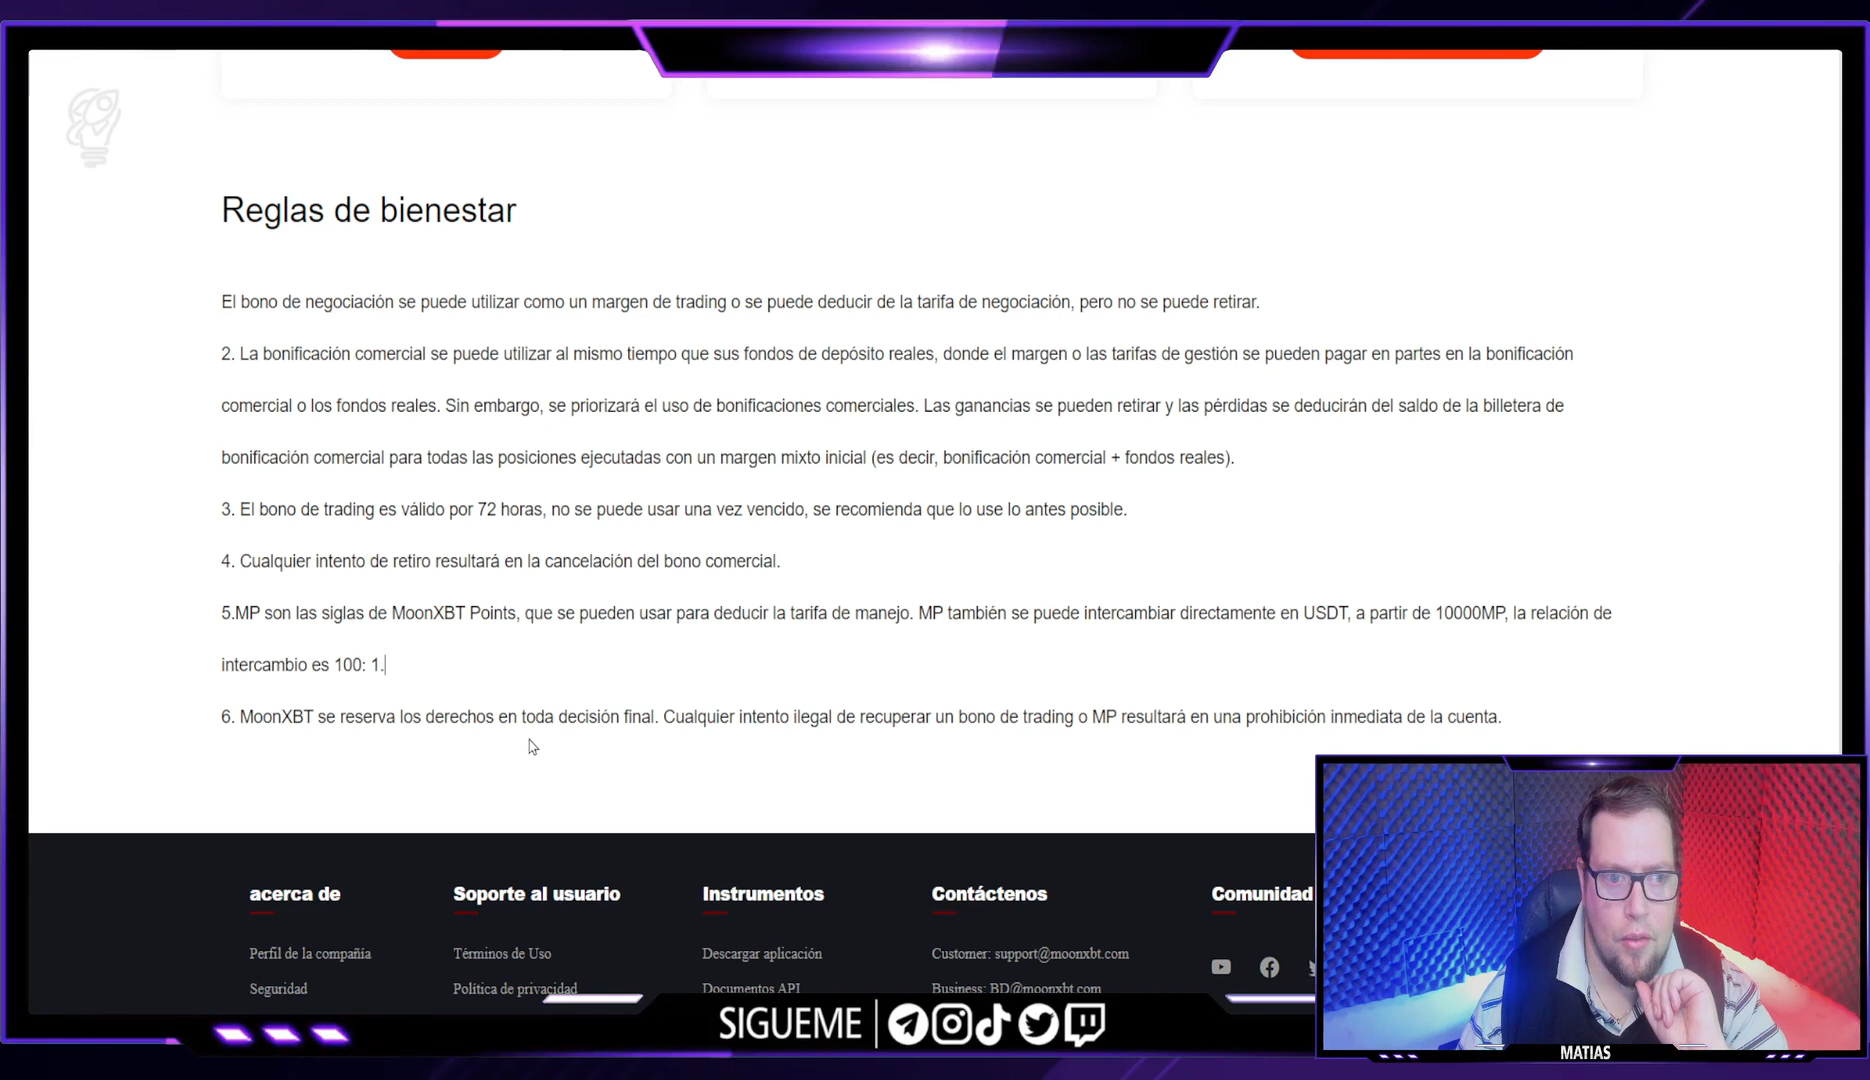 Reglas de bienestar
El bono de negociación se puede utilizar como un margen de trading o se puede deducir de la tarifa de negociación, pero no se puede retirar.
2. La bonificación comercial se puede utilizar al mismo tiempo que sus fondos de depósito reales, donde el margen o las tarifas de gestión se pueden pagar en partes en la bonificación
comercial o los fondos reales. Sin embargo, se priorizará el uso de bonificaciones comerciales. Las ganancias se pueden retirar y las pérdidas se deducirán del saldo de la billetera de
bonificación comercial para todas las posiciones ejecutadas con un margen mixto inicial (es decir, bonificación comercial + fondos reales).
3. El bono de trading es válido por 72 horas, no se puede usar una vez vencido, se recomienda que lo use lo antes posible.
4. Cualquier intento de retiro resultará en la cancelación del bono comercial.
5.MP son las siglas de MoonXBT Points, que se pueden usar para deducir la tarifa de manejo. MP también se puede intercambiar directamente en USDT, a partir de 10000MP, la relación de
intercambio es 100: 1.
6. MoonXBT se reserva los derechos en toda decisión final. Cualquier intento ilegal de recuperar un bono de trading o MP resultará en una prohibición inmediata de la cuenta.
acerca de
Perfil de la compañía
Seguridad
Soporte al usuario
Términos de Uso
Política de privacidad
Instrumentos
Descargar aplicación
Documentos API
Contáctenos
Customer: support@moonxbt.com
Business: BD@moonxbt.com
Comunidad
SIGUEME
MATIAS